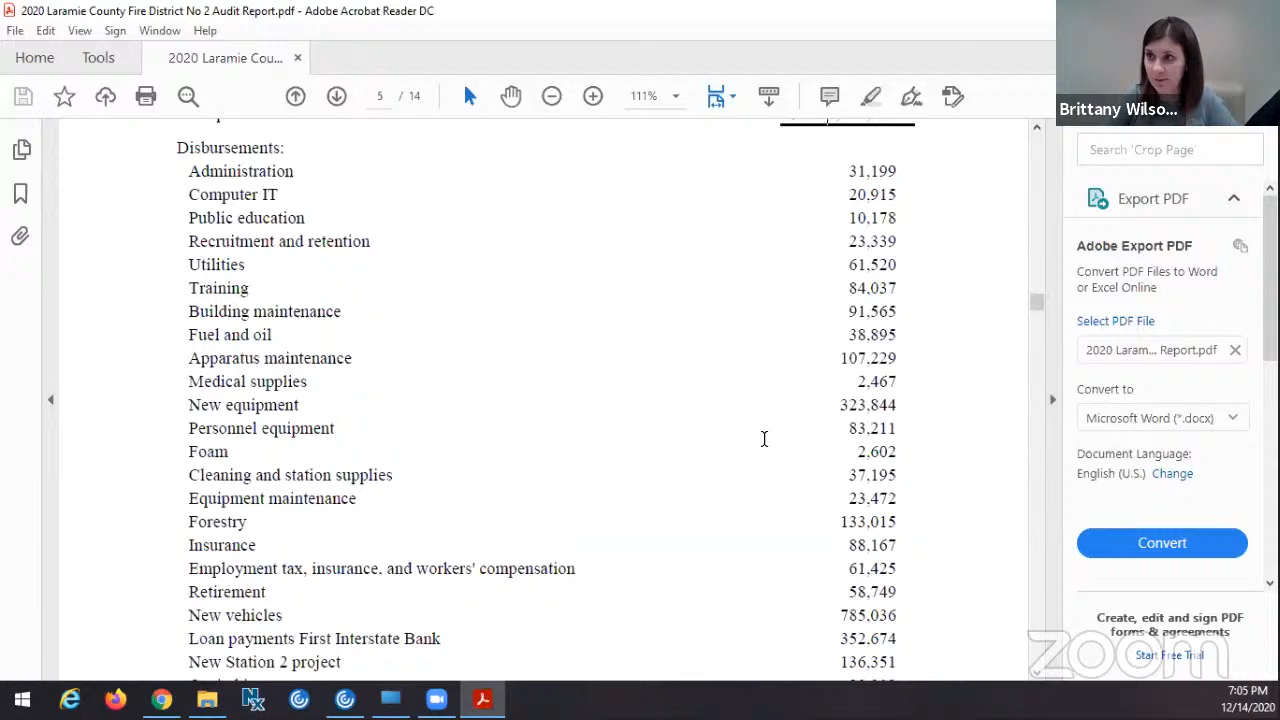 2020 Laramie County Fire District No 2 Audit Report.pdf - Adobe Acrobat Reader DC
File Edit View Sign Window Help
Home Tools 2020 Laramie Cou... ×
5 / 14 111%
Brittany Wilso...
Disbursements:
Administration 31,199
Computer IT 20,915
Public education 10,178
Recruitment and retention 23,339
Utilities 61,520
Training 84,037
Building maintenance 91,565
Fuel and oil 38,895
Apparatus maintenance 107,229
Medical supplies 2,467
New equipment 323,844
Personnel equipment 83,211
Foam 2,602
Cleaning and station supplies 37,195
Equipment maintenance 23,472
Forestry 133,015
Insurance 88,167
Employment tax, insurance, and workers' compensation 61,425
Retirement 58,749
New vehicles 785,036
Loan payments First Interstate Bank 352,674
New Station 2 project 136,351
Search 'Crop Page'
Export PDF
Adobe Export PDF
Convert PDF Files to Word
or Excel Online
Select PDF File
2020 Laram... Report.pdf
Convert to
Microsoft Word (*.docx)
Document Language:
English (U.S.) Change
Convert
Create, edit and sign PDF
forms & agreements
Start Free Trial
zoom
7:05 PM
12/14/2020